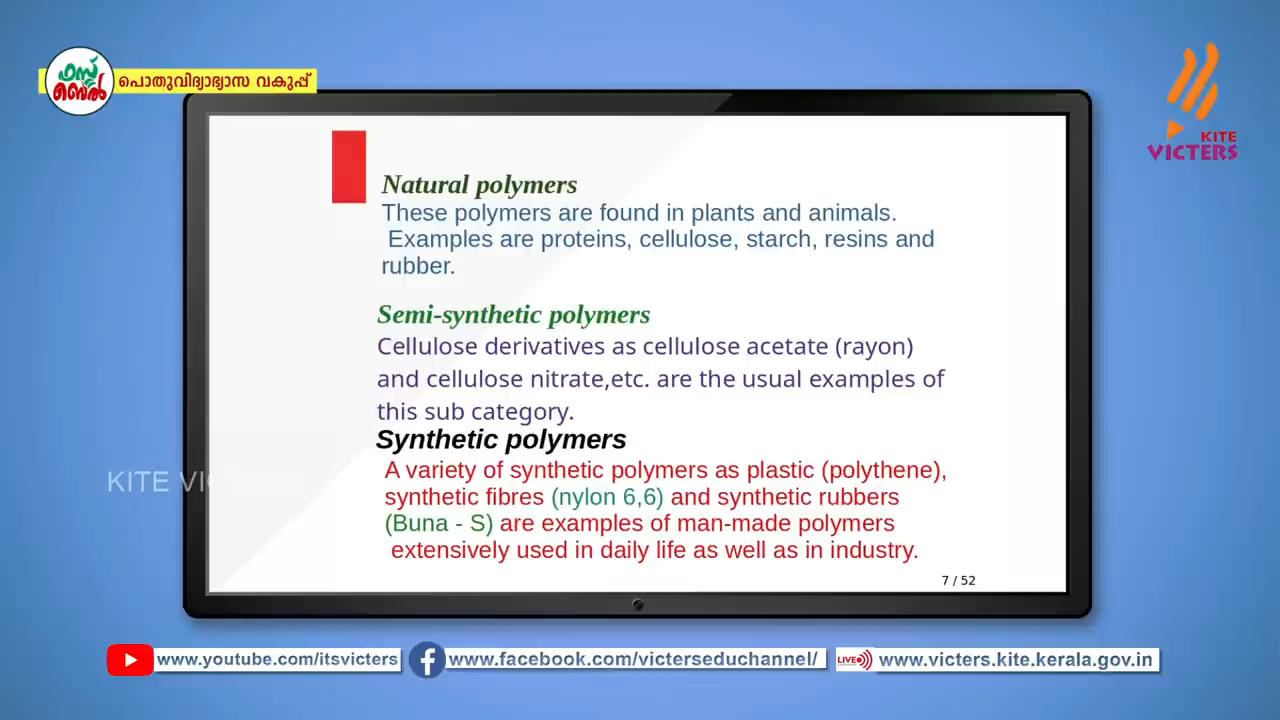 ഫസ്റ്റ്
ബെൽ
പൊതുവിദ്യാഭ്യാസ വകുപ്പ്
KITE
VICTERS
Natural polymers
These polymers are found in plants and animals.
Examples are proteins, cellulose, starch, resins and
rubber.
Semi-synthetic polymers
Cellulose derivatives as cellulose acetate (rayon)
and cellulose nitrate,etc. are the usual examples of
this sub category.
Synthetic polymers
A variety of synthetic polymers as plastic (polythene),
synthetic fibres (nylon 6,6) and synthetic rubbers
(Buna - S) are examples of man-made polymers
extensively used in daily life as well as in industry.
KITE VIC
7 / 52
www.youtube.com/itsvicters
www.facebook.com/victerseduchannel/
LIVE
www.victers.kite.kerala.gov.in